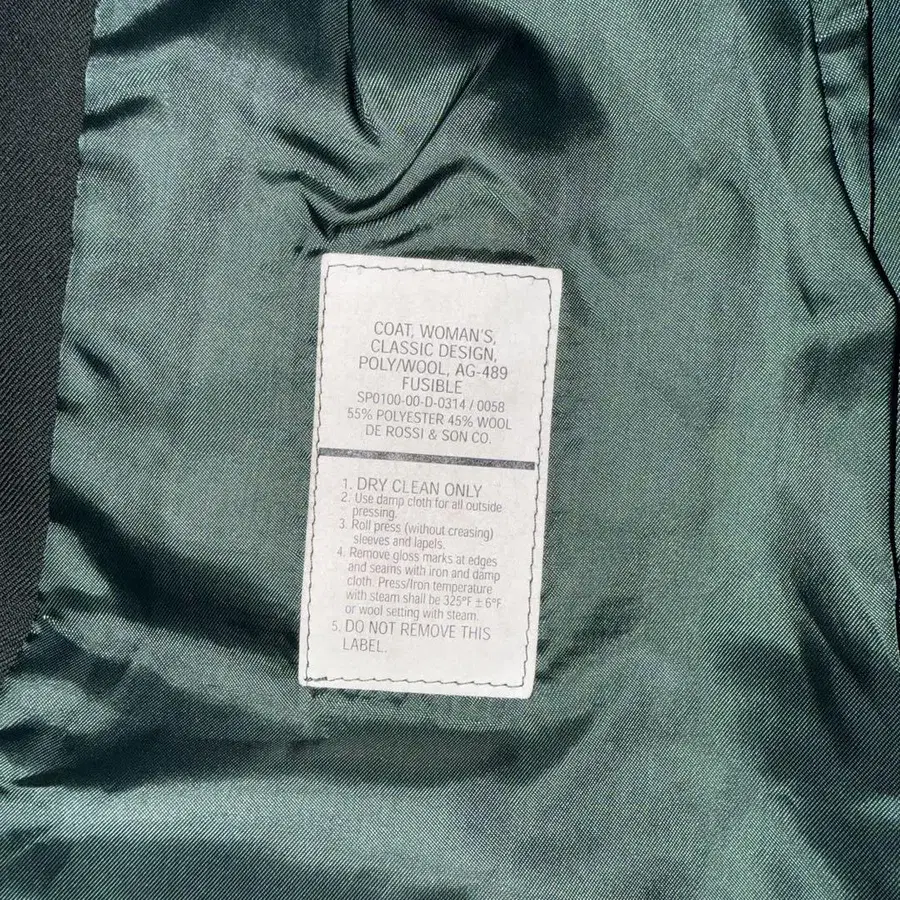 COAT, WOMAN'S,
CLASSIC DESIGN,
POLY/WOOL, AG-489
FUSIBLE
SP0100-00-D-0314 / 0058
55% POLYESTER 45% WOOL
DE ROSSI & SON CO.
1. DRY CLEAN ONLY
2. Use damp cloth for all outside
pressing.
3. Roll press (without creasing)
sleeves and lapels.
4. Remove gloss marks at edges
and seams with iron and damp
cloth. Press/Iron temperature
with steam shall be 325°F ± 6°F
or wool setting with steam.
5. DO NOT REMOVE THIS
LABEL.